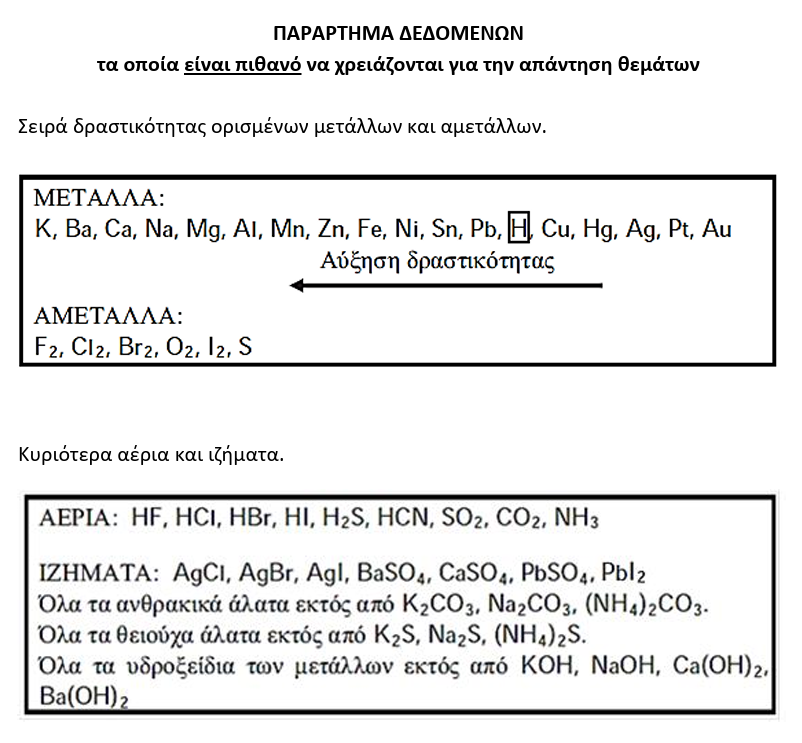 ΠΑΡΑΡΤΗΜΑ ΔΕΔΟΜΕΝΩΝ
τα οποία είναι πιθανό να χρειάζονται για την απάντηση θεμάτων
Σειρά δραστικότητας ορισμένων μετάλλων και αμετάλλων.
ΜΕΤΑΛΛΑ:
K, Ba, Ca, Na, Mg, Al, Mn, Zn, Fe, Ni, Sn, Pb, H, Cu, Hg, Ag, Pt, Au
Αύξηση δραστικότητας
ΑΜΕΤΑΛΛΑ:
F₂, Cl₂, Br₂, O₂, I₂, S
Κυριότερα αέρια και ιζήματα.
ΑΕΡΙΑ: HF, HCl, HBr, HI, H₂S, HCN, SO₂, CO₂, NH₃
ΙΖΗΜΑΤΑ: AgCl, AgBr, AgI, BaSO₄, CaSO₄, PbSO₄, PbI₂
Όλα τα ανθρακικά άλατα εκτός από K₂CO₃, Na₂CO₃, (NH₄)₂CO₃.
Όλα τα θειούχα άλατα εκτός από K₂S, Na₂S, (NH₄)₂S.
Όλα τα υδροξείδια των μετάλλων εκτός από KOH, NaOH, Ca(OH)₂,
Ba(OH)₂